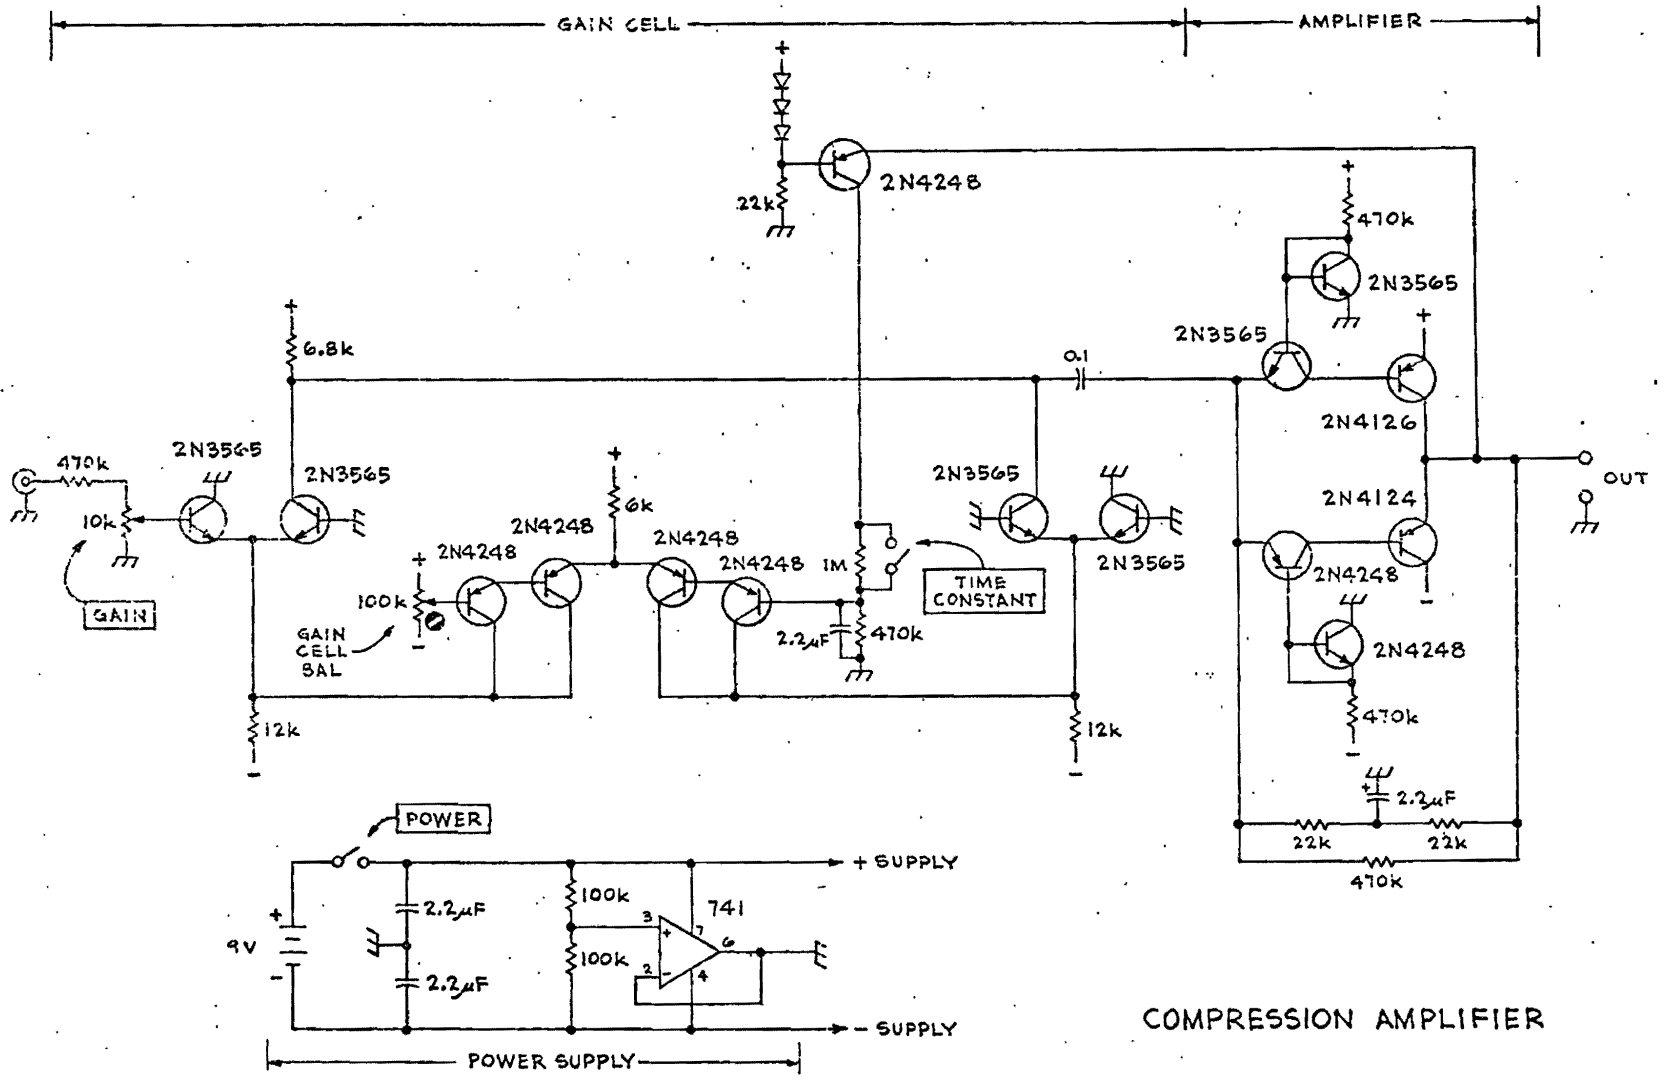 GAIN CELL
AMPLIFIER
+
22k
2N4248
+
470k
2N3565
+
6.8k
2N3565
+
0.1
2N4126
470k
2N3565
2N3565
10k
GAIN
+
6k
2N4248
2N4248
2N4248
2N4248
+
100k
-
GAIN
CELL
BAL
1M
TIME
CONSTANT
2.2µF
470k
2N3565
2N3565
2N4124
OUT
2N4248
-
2N4248
470k
-
12k
-
12k
-
+
2.2µF
22k
22k
470k
POWER
+ SUPPLY
+
9V
-
2.2µF
2.2µF
100k
100k
741
3
+
7
6
2
-
4
- SUPPLY
POWER SUPPLY
COMPRESSION AMPLIFIER